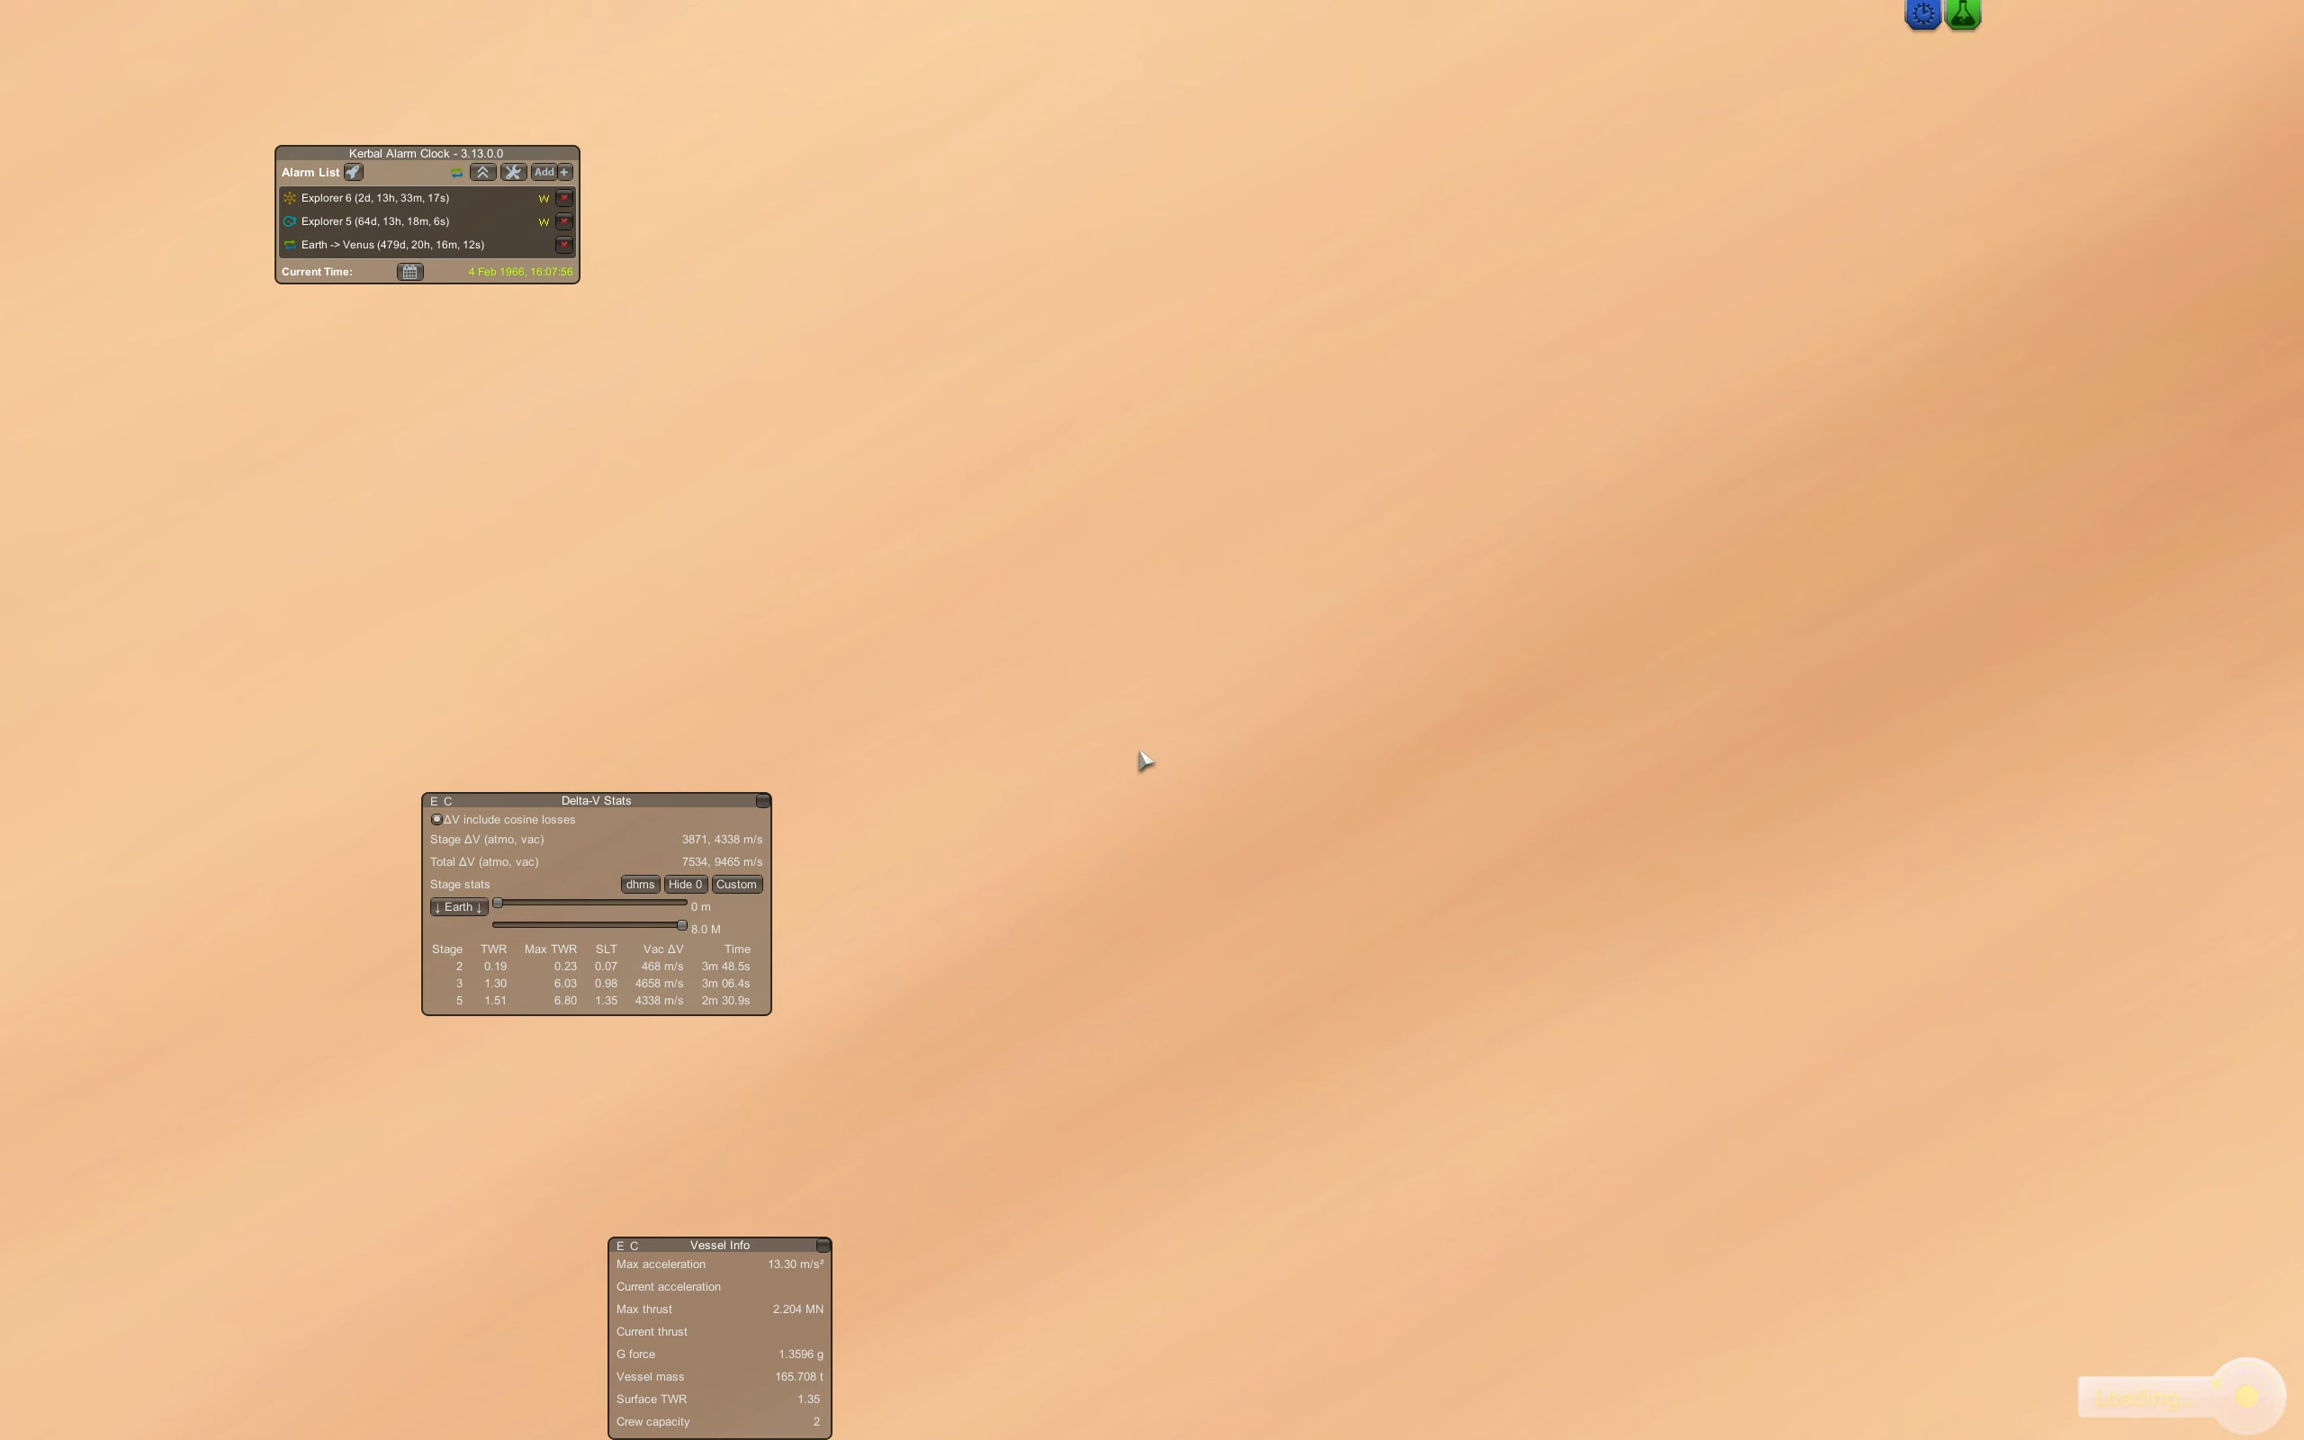 Kerbal Alarm Clock - 3.13.0.0
Alarm List Add +
Explorer 6 (2d, 13h, 33m, 17s) W
Explorer 5 (64d, 13h, 18m, 6s) W
Earth -> Venus (479d, 20h, 16m, 12s)
Current Time: 4 Feb 1966, 16:07:56
E C Delta-V Stats
ΔV include cosine losses
Stage ΔV (atmo, vac) 3871, 4338 m/s
Total ΔV (atmo, vac) 7534, 9465 m/s
Stage stats dhms Hide 0 Custom
↓ Earth ↓ 0 m
8.0 M
Stage TWR Max TWR SLT Vac ΔV Time
2 0.19 0.23 0.07 468 m/s 3m 48.5s
3 1.30 6.03 0.98 4658 m/s 3m 06.4s
5 1.51 6.80 1.35 4338 m/s 2m 30.9s
E C Vessel Info
Max acceleration 13.30 m/s²
Current acceleration
Max thrust 2.204 MN
Current thrust
G force 1.3596 g
Vessel mass 165.708 t
Surface TWR 1.35
Crew capacity 2
Loading...